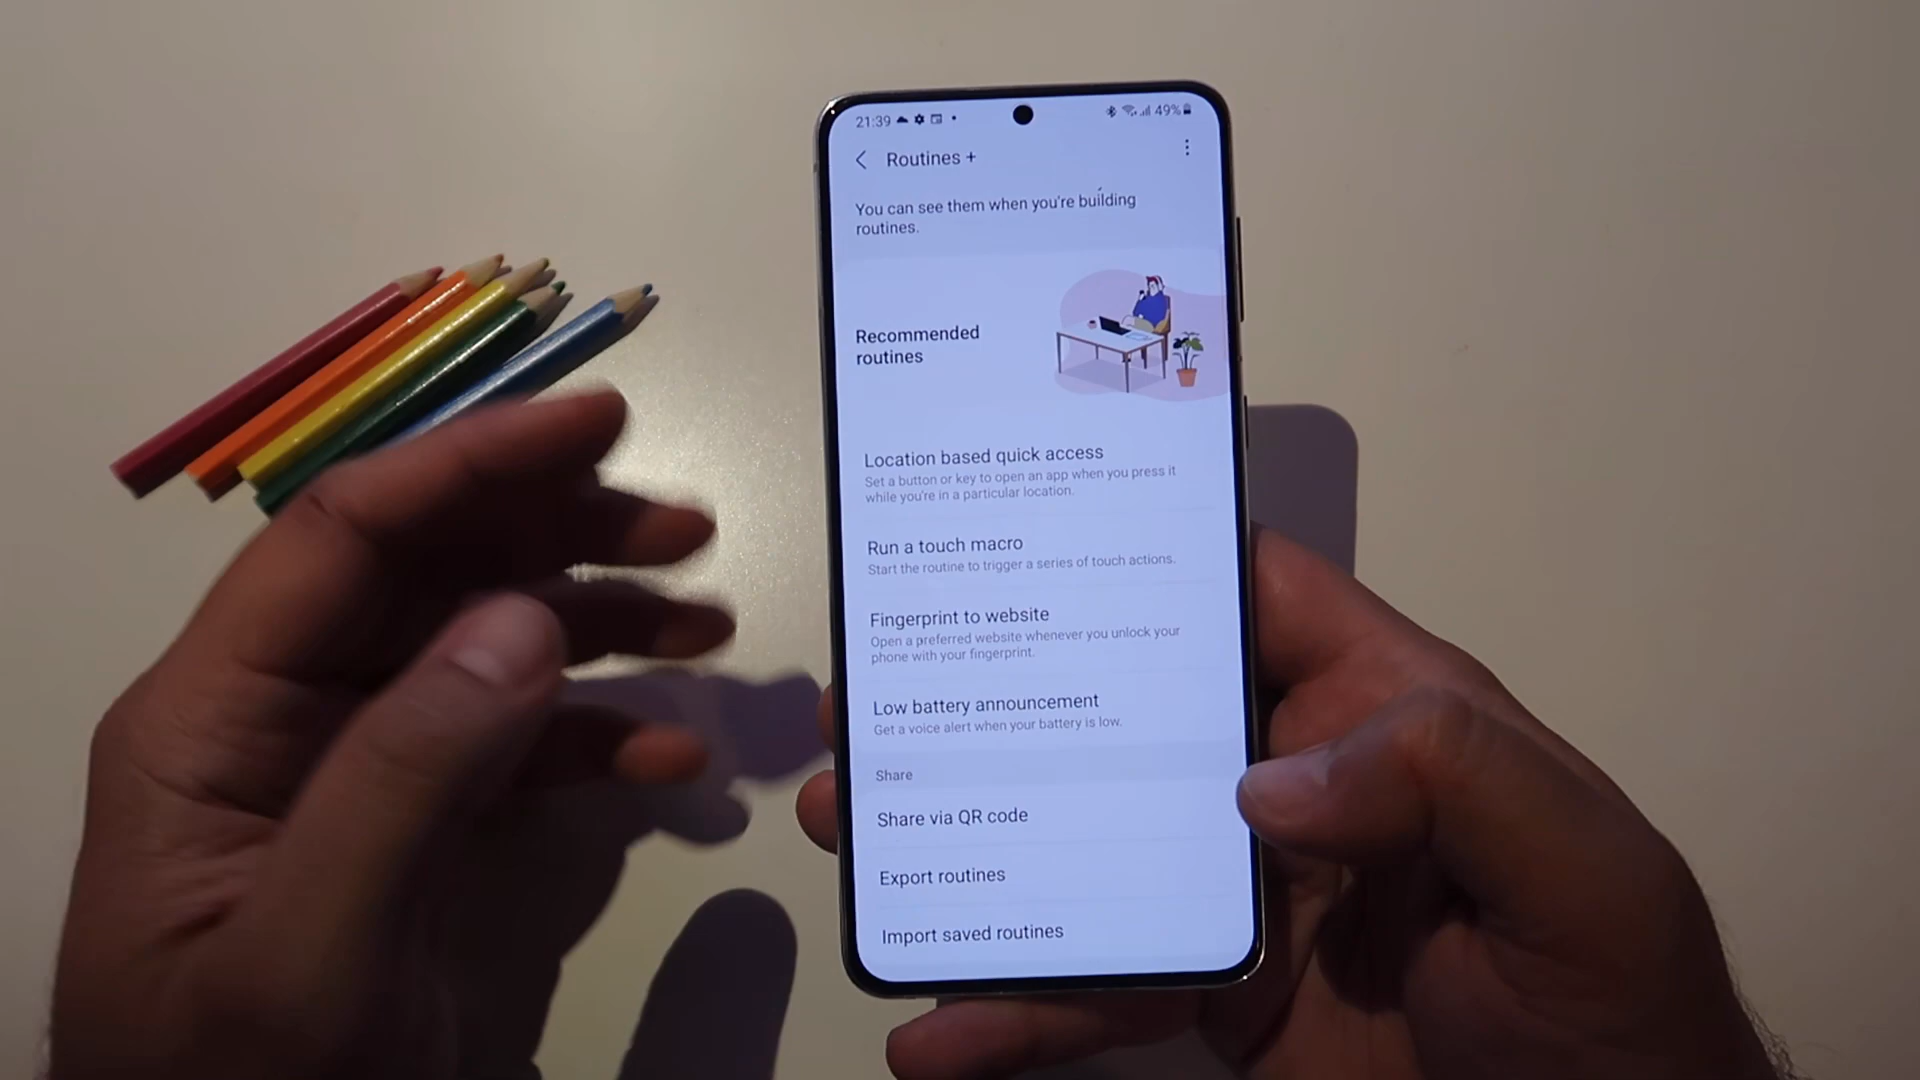 21:39
49%
Routines +
You can see them when you're building
routines.
Recommended
routines
Location based quick access
Set a button or key to open an app when you press it
while you're in a particular location.
Run a touch macro
Start the routine to trigger a series of touch actions.
Fingerprint to website
Open a preferred website whenever you unlock your
phone with your fingerprint.
Low battery announcement
Get a voice alert when your battery is low.
Share
Share via QR code
Export routines
Import saved routines